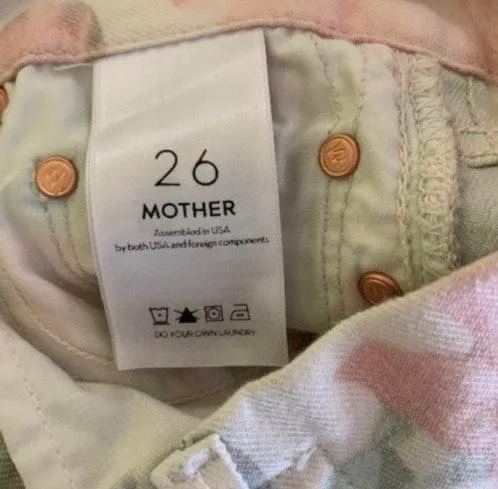 26
MOTHER
Assembled in USA
by both USA and foreign components
DO YOUR OWN LAUNDRY